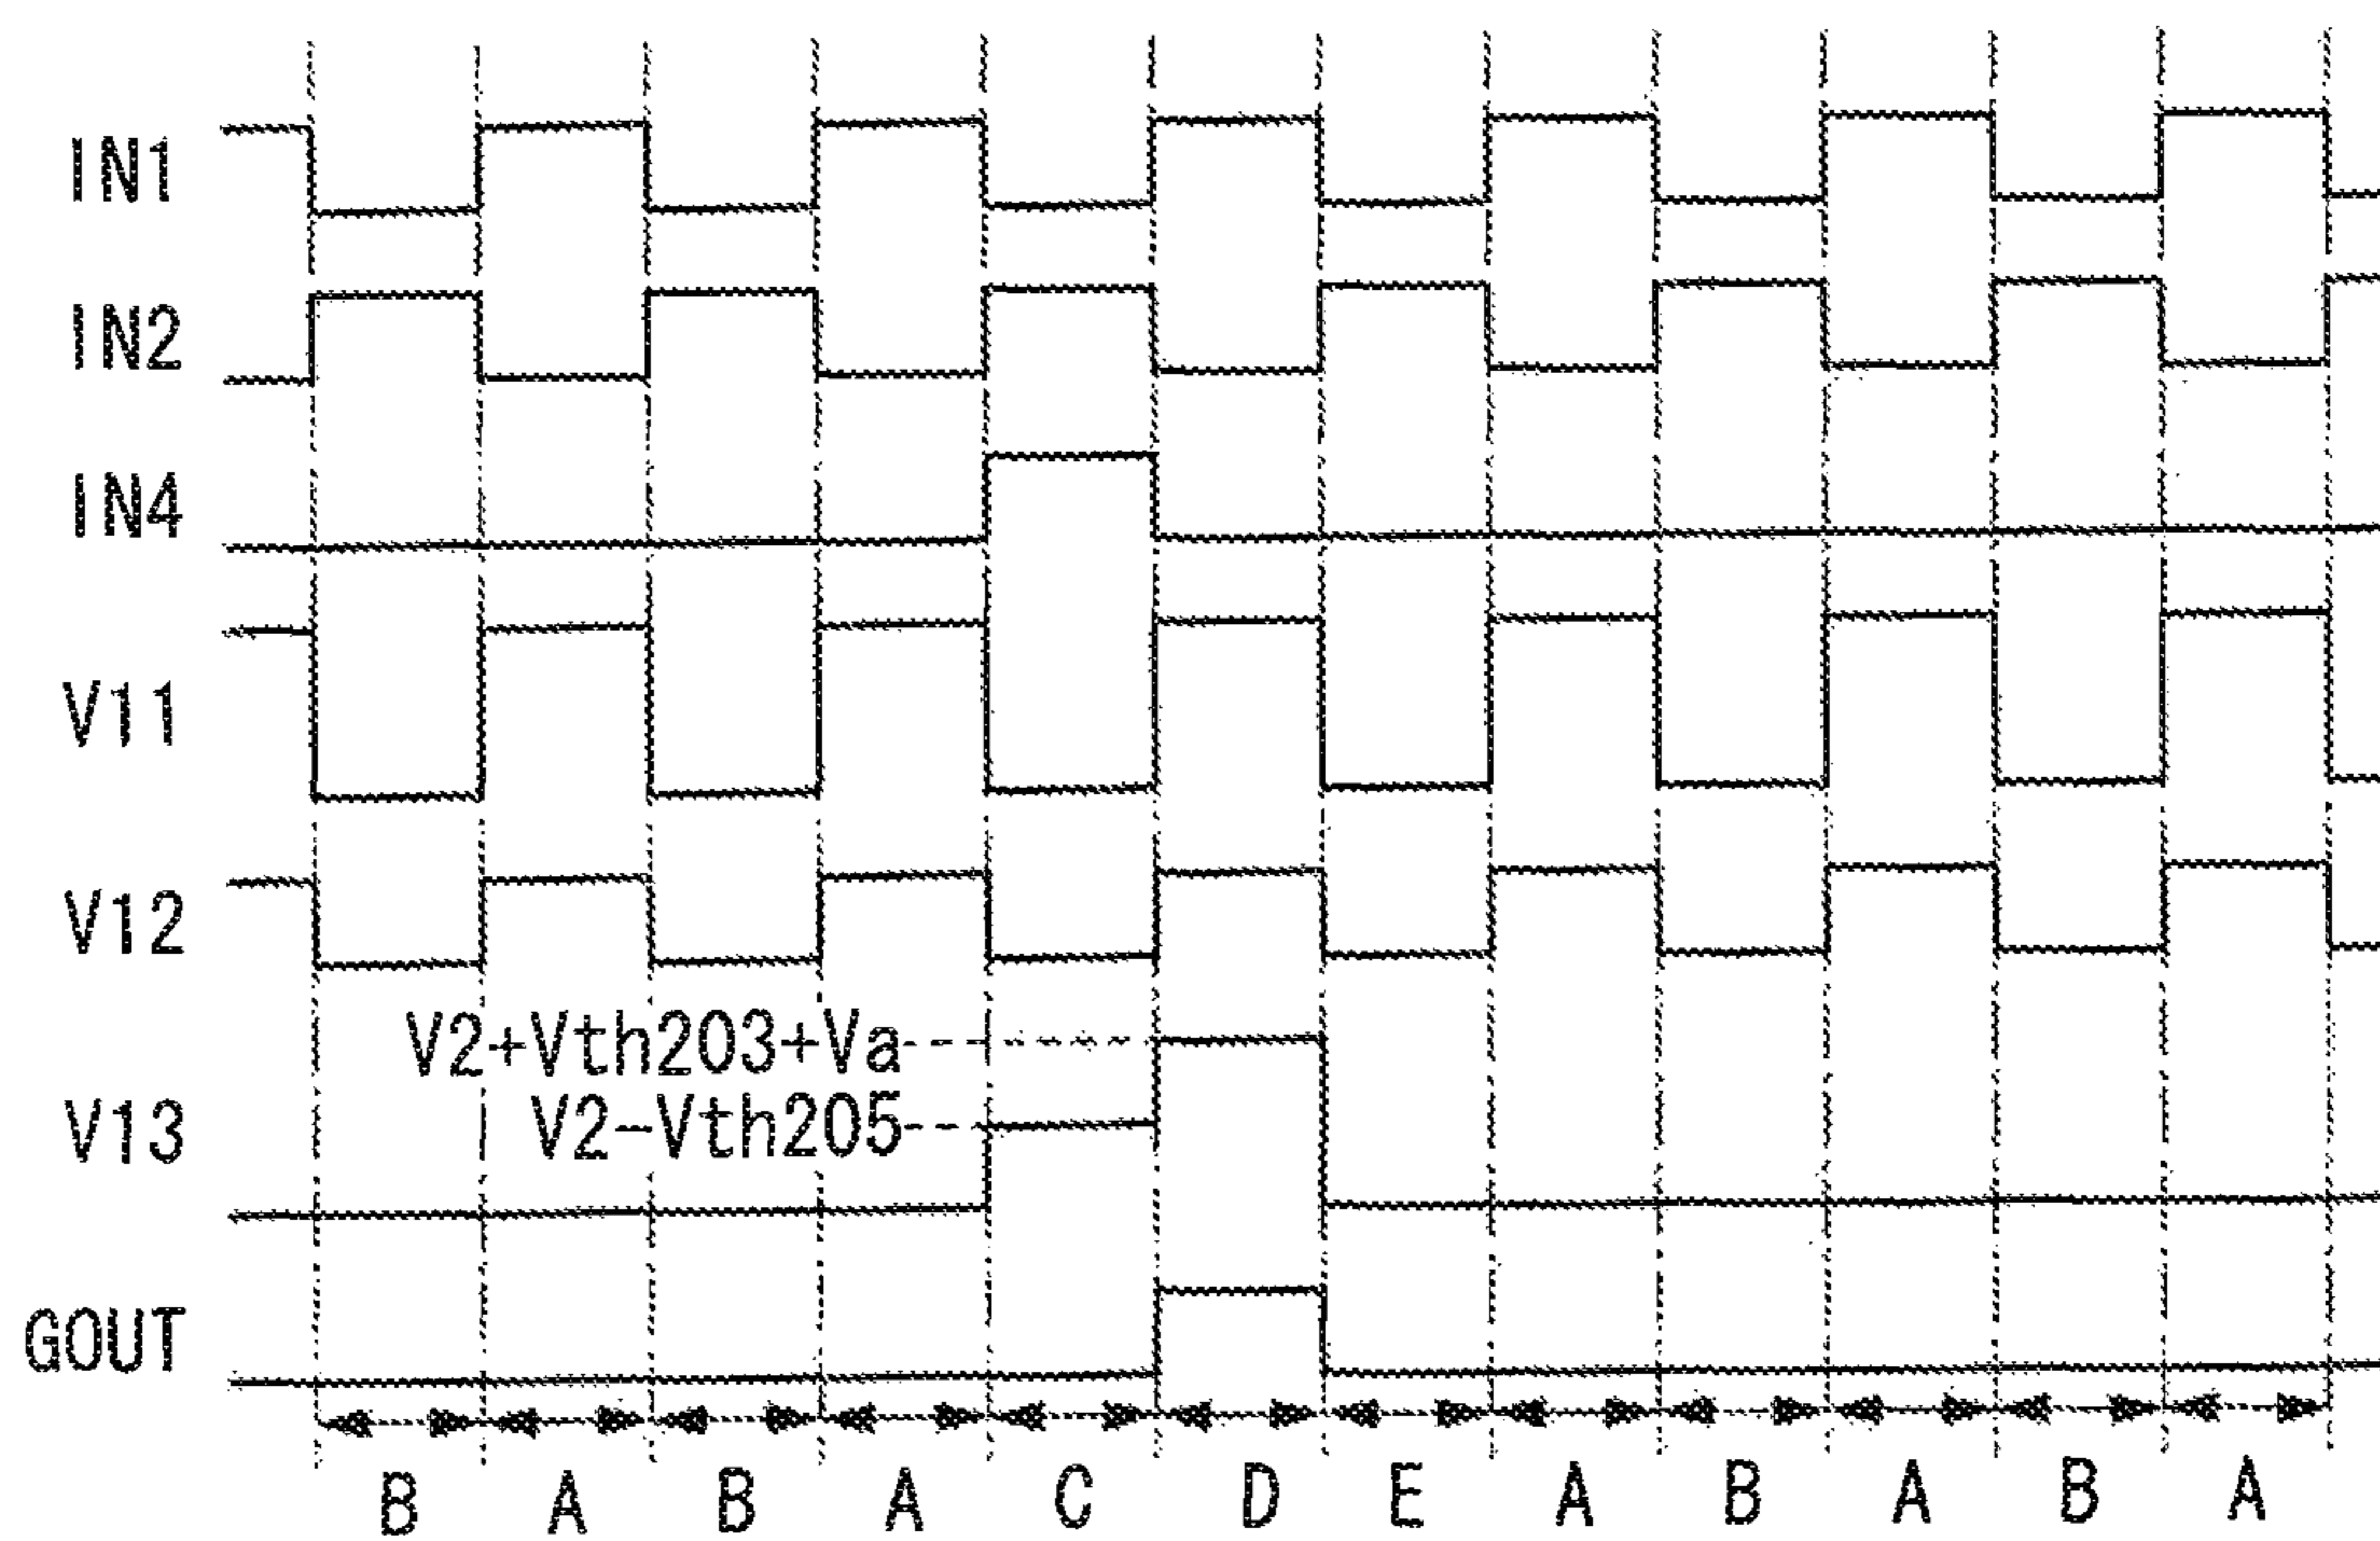 IN1
IN2
IN4
V11
V12
V2+Vth203+Va
V2-Vth205
V13
GOUT
B A B A C D E A B A B A